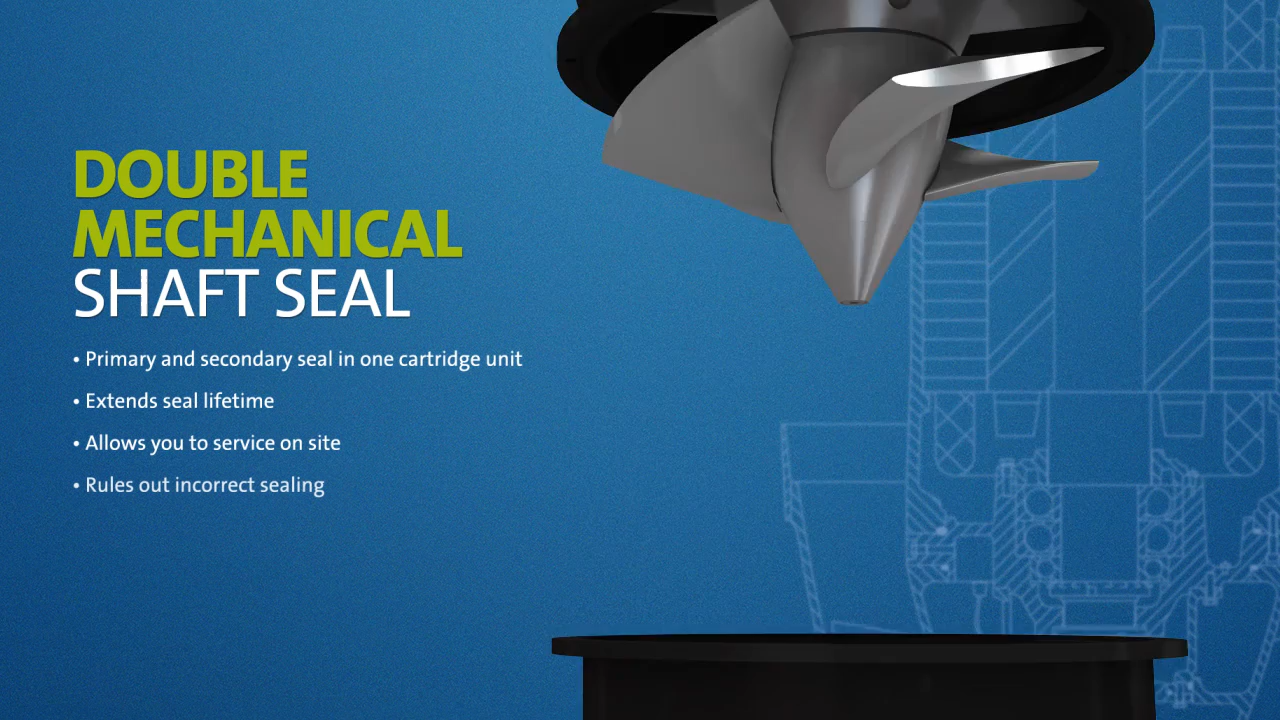 DOUBLE
MECHANICAL
SHAFT SEAL
• Primary and secondary seal in one cartridge unit
• Extends seal lifetime
• Allows you to service on site
• Rules out incorrect sealing